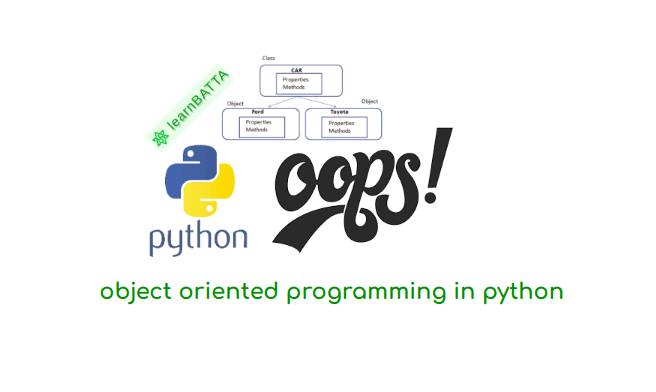 Class
CAR
Properties
Methods
Object
Object
Ford
Toyota
Properties
Methods
Properties
Methods
learnBATTA
python
oops!
object oriented programming in python